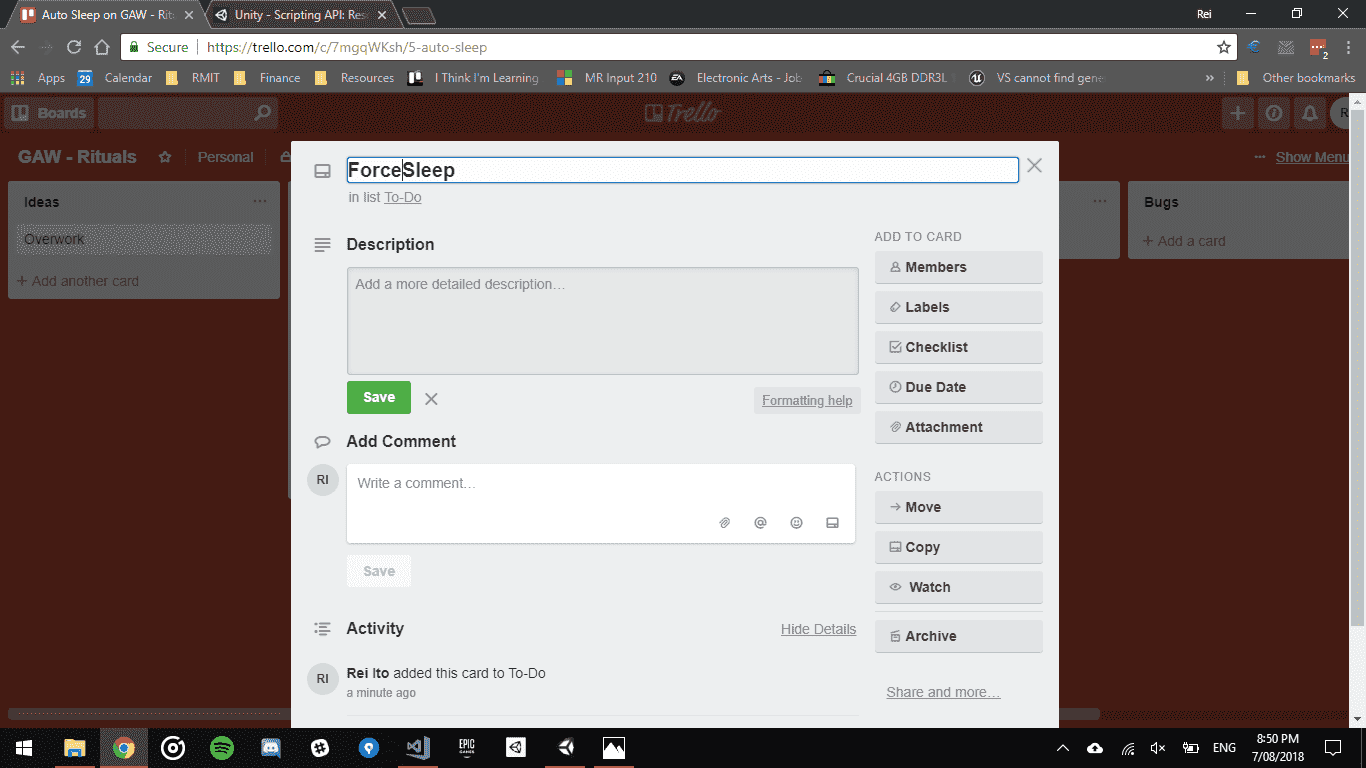 Auto Sleep on GAW - Ritu
Unity - Scripting API: Res
Rei
Secure
https://trello.com/c/7mgqWKsh/5-auto-sleep
2
Apps
29
Calendar
RMIT
Finance
Resources
I Think I'm Learning
MR Input 210
Electronic Arts - Job
Crucial 4GB DDR3L
VS cannot find gene
»
Other bookmarks
Boards
Trello
R
GAW - Rituals
Personal
Show Menu
Ideas
Overwork
+ Add another card
ForceSleep
in list To-Do
Description
Add a more detailed description…
Save
Formatting help
Add Comment
RI
Write a comment…
Save
Activity
Hide Details
RI
Rei Ito added this card to To-Do
a minute ago
ADD TO CARD
Members
Labels
Checklist
Due Date
Attachment
ACTIONS
Move
Copy
Watch
Archive
Share and more…
Bugs
+ Add a card
EPIC
GAMES
ENG
8:50 PM
7/08/2018